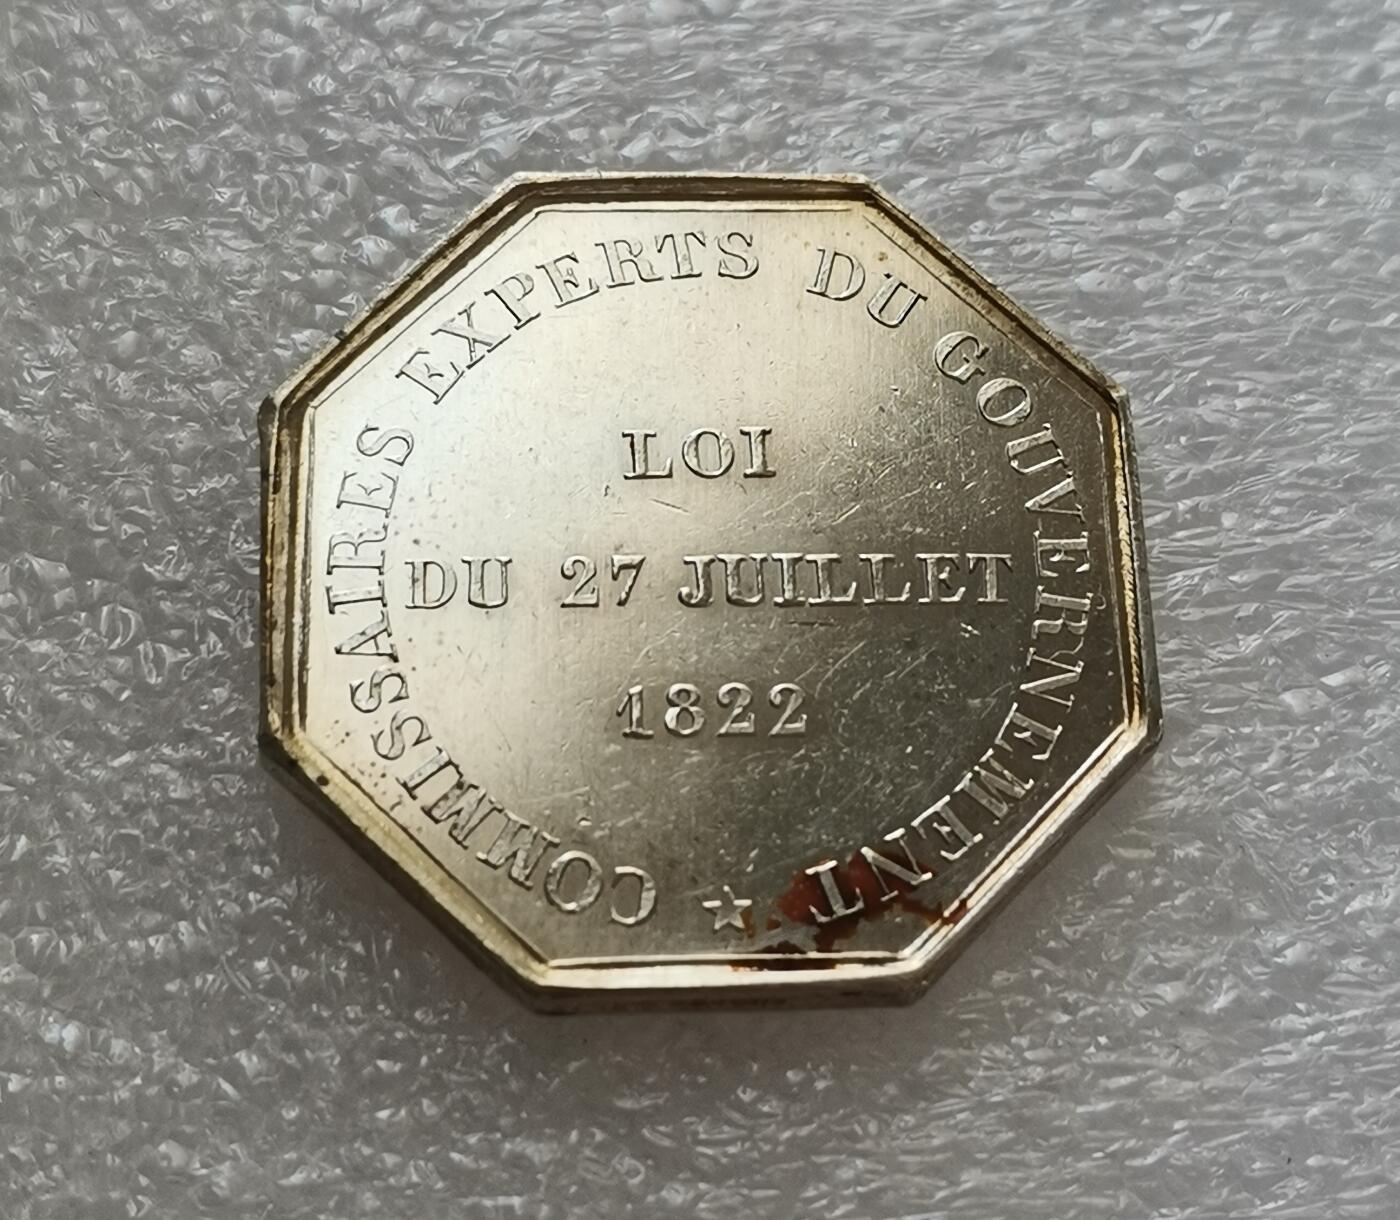 COMMISSAIRES EXPERTS DU GOUVERNEMENT
LOI
DU 27 JUILLET
1822